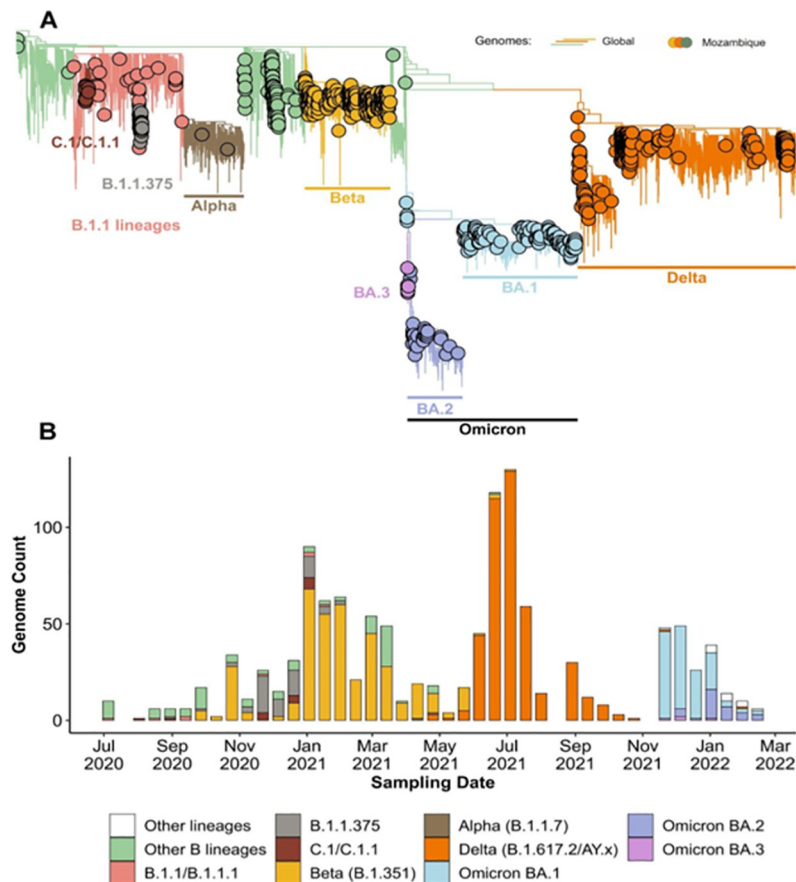 A
Genomes: Global Mozambique
C.1/C.1.1
B.1.1.375
Alpha
Beta
B.1.1 lineages
BA.3
BA.1
Delta
BA.2
Omicron
B
Genome Count
100
50
0
Jul 2020
Sep 2020
Nov 2020
Jan 2021
Mar 2021
May 2021
Jul 2021
Sep 2021
Nov 2021
Jan 2022
Mar 2022
Sampling Date
Other lineages
Other B lineages
B.1.1/B.1.1.1
B.1.1.375
C.1/C.1.1
Beta (B.1.351)
Alpha (B.1.1.7)
Delta (B.1.617.2/AY.x)
Omicron BA.1
Omicron BA.2
Omicron BA.3